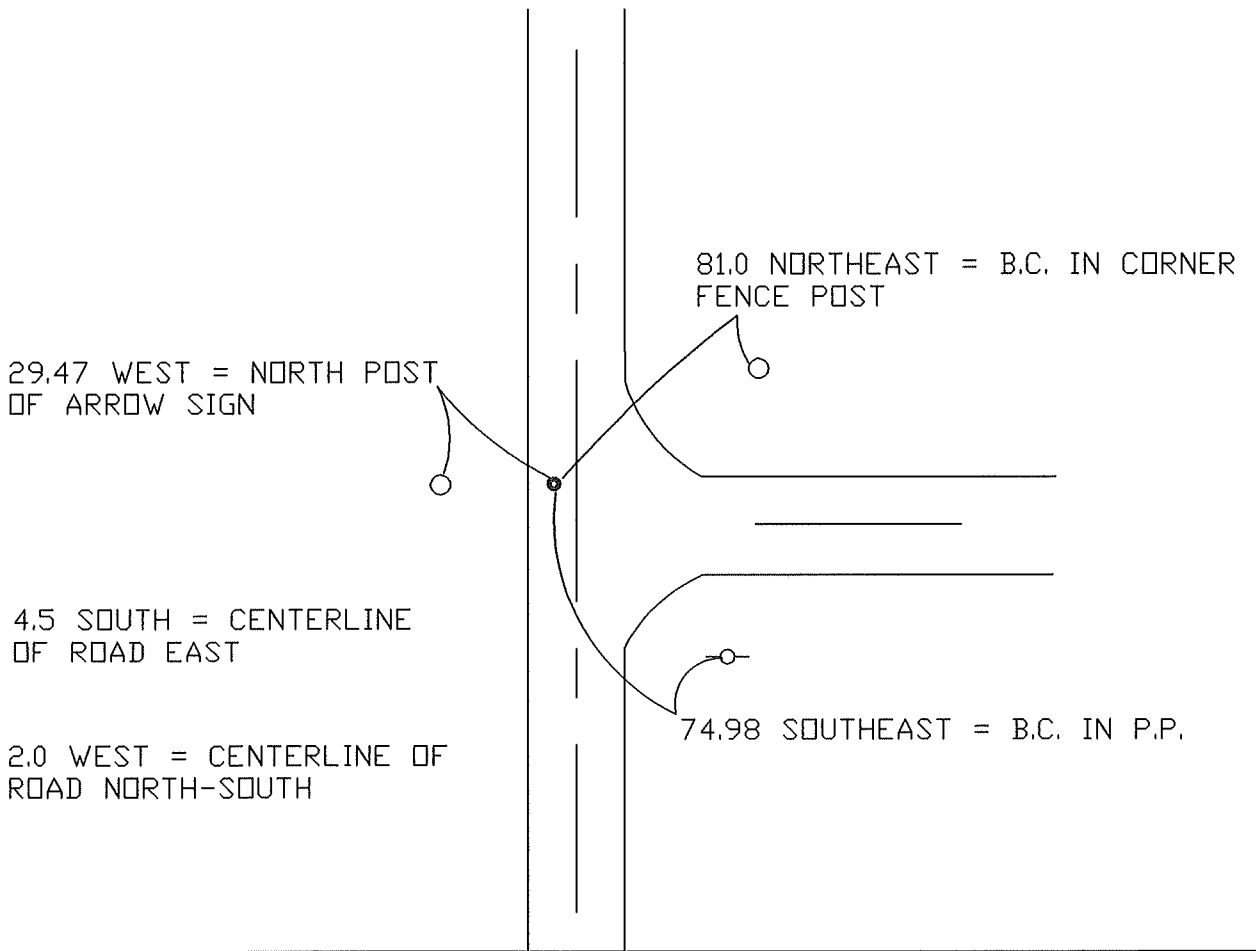 81.0 NORTHEAST = B.C. IN CORNER
FENCE POST
29.47 WEST = NORTH POST
OF ARROW SIGN
4.5 SOUTH = CENTERLINE
OF ROAD EAST
74.98 SOUTHEAST = B.C. IN P.P.
2.0 WEST = CENTERLINE OF
ROAD NORTH-SOUTH